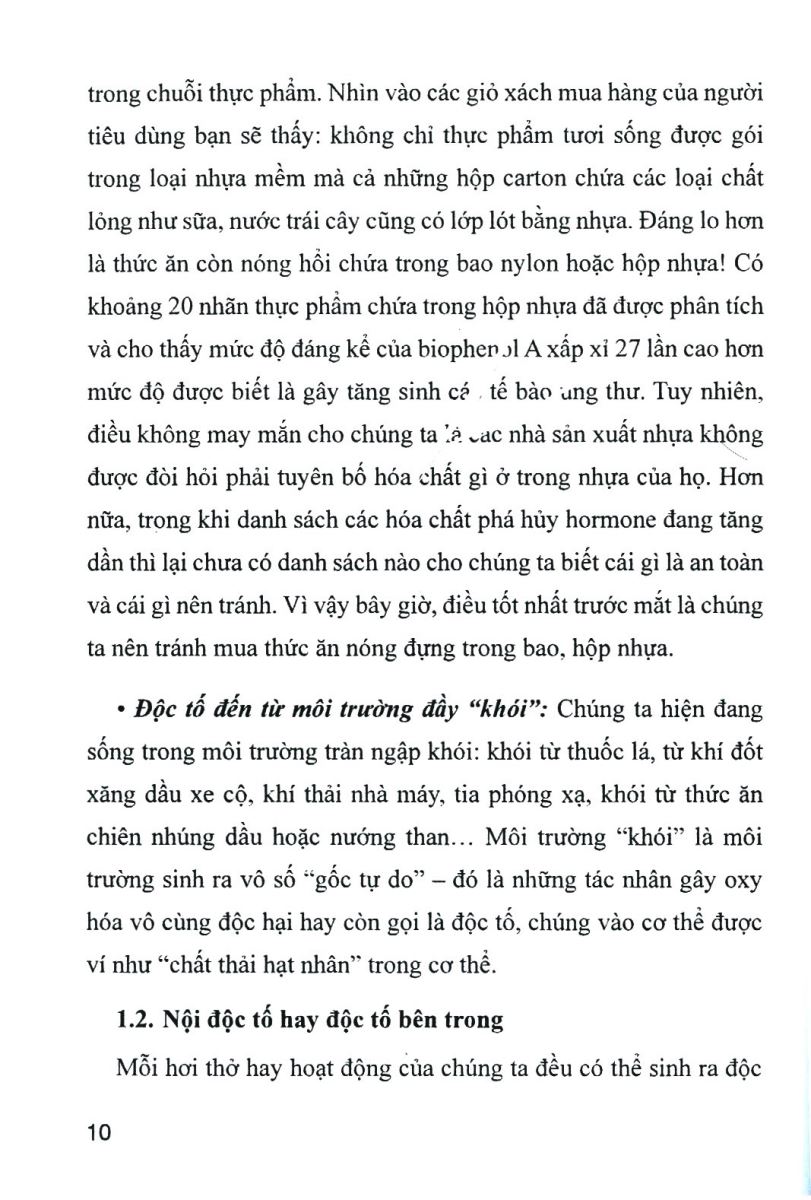 trong chuỗi thực phẩm. Nhìn vào các giỏ xách mua hàng của người
tiêu dùng bạn sẽ thấy: không chỉ thực phẩm tươi sống được gói
trong loại nhựa mềm mà cả những hộp carton chứa các loại chất
lỏng như sữa, nước trái cây cũng có lớp lót bằng nhựa. Đáng lo hơn
là thức ăn còn nóng hổi chứa trong bao nylon hoặc hộp nhựa! Có
khoảng 20 nhãn thực phẩm chứa trong hộp nhựa đã được phân tích
và cho thấy mức độ đáng kể của biophenol A xấp xỉ 27 lần cao hơn
mức độ được biết là gây tăng sinh các tế bào ung thư. Tuy nhiên,
điều không may mắn cho chúng ta là các nhà sản xuất nhựa không
được đòi hỏi phải tuyên bố hóa chất gì ở trong nhựa của họ. Hơn
nữa, trong khi danh sách các hóa chất phá hủy hormone đang tăng
dần thì lại chưa có danh sách nào cho chúng ta biết cái gì là an toàn
và cái gì nên tránh. Vì vậy bây giờ, điều tốt nhất trước mắt là chúng
ta nên tránh mua thức ăn nóng đựng trong bao, hộp nhựa.
• Độc tố đến từ môi trường đầy “khói”: Chúng ta hiện đang
sống trong môi trường tràn ngập khói: khói từ thuốc lá, từ khí đốt
xăng dầu xe cộ, khí thải nhà máy, tia phóng xạ, khói từ thức ăn
chiên nhúng dầu hoặc nướng than… Môi trường “khói” là môi
trường sinh ra vô số “gốc tự do” – đó là những tác nhân gây oxy
hóa vô cùng độc hại hay còn gọi là độc tố, chúng vào cơ thể được
ví như “chất thải hạt nhân” trong cơ thể.
1.2. Nội độc tố hay độc tố bên trong
Mỗi hơi thở hay hoạt động của chúng ta đều có thể sinh ra độc
10